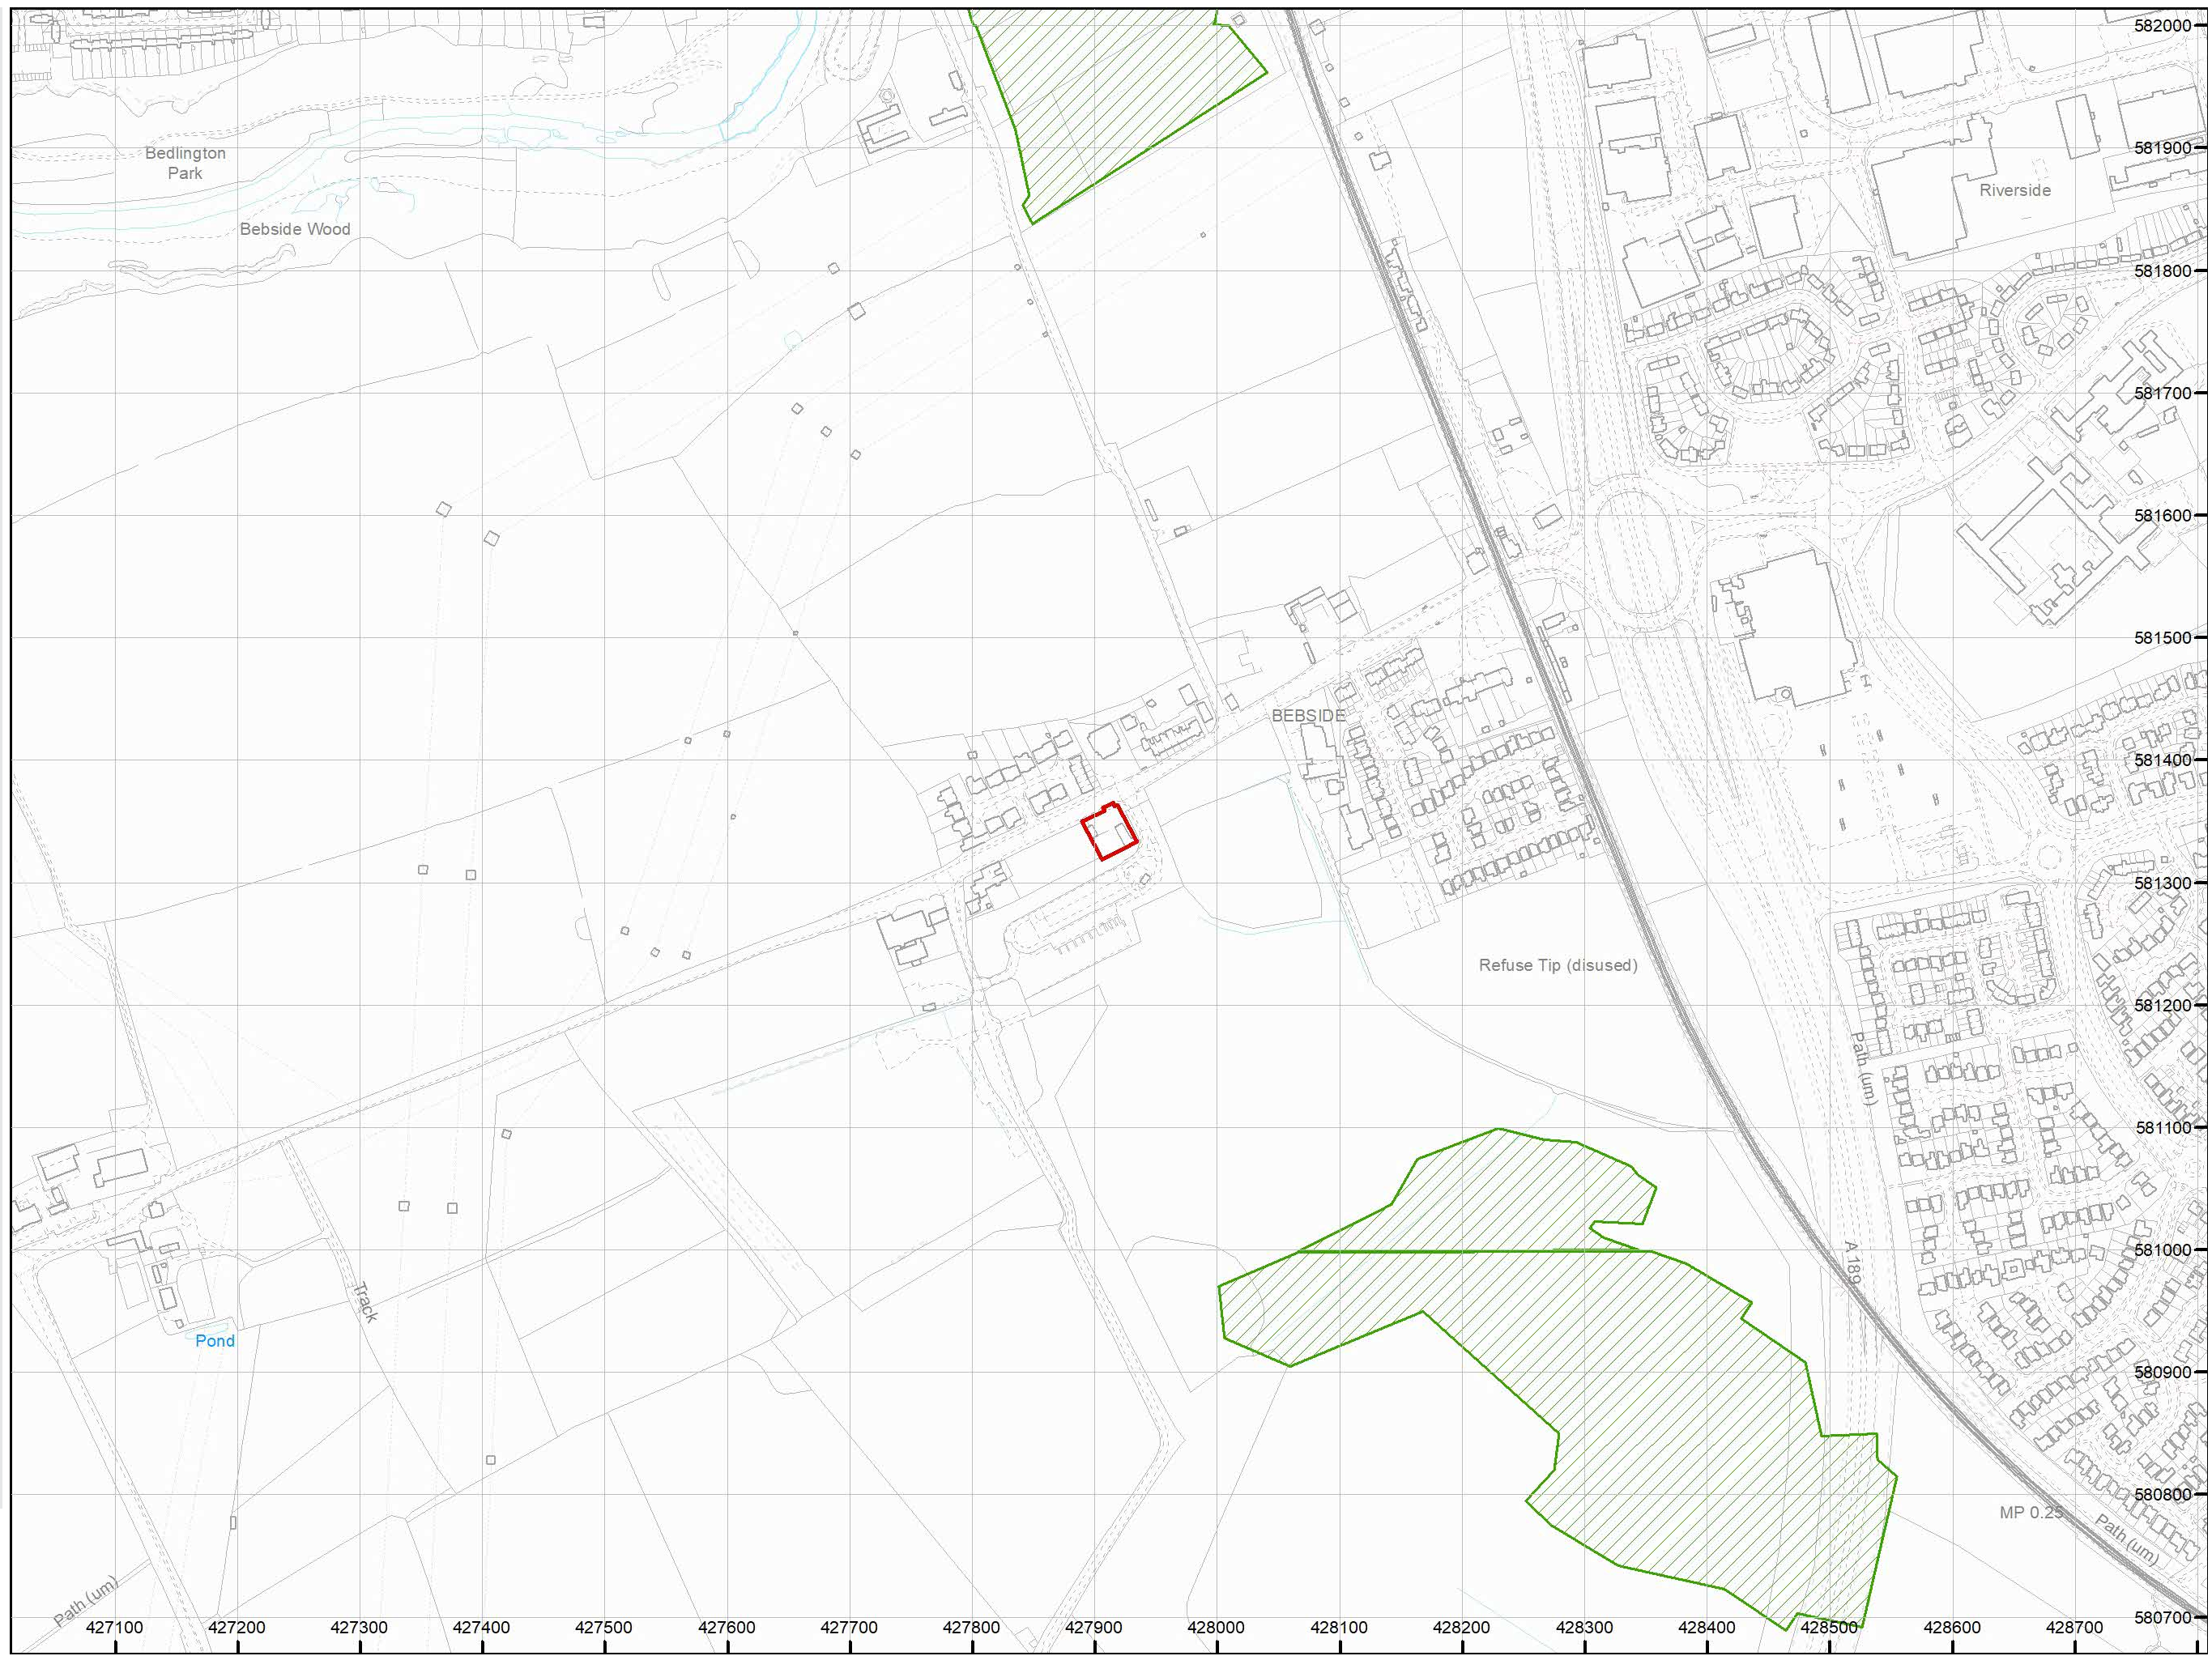 582000
Bedlington
Park
581900
Riverside
Bebside Wood
581800
581700
581600
581500
BEBSIDE
581400
581300
Refuse Tip (disused)
581200
Path (um)
581100
581000
A 189
Track
Pond
580900
580800
MP 0.25
Path (um)
Path (um)
580700
427100
427200
427300
427400
427500
427600
427700
427800
427900
428000
428100
428200
428300
428400
428500
428600
428700